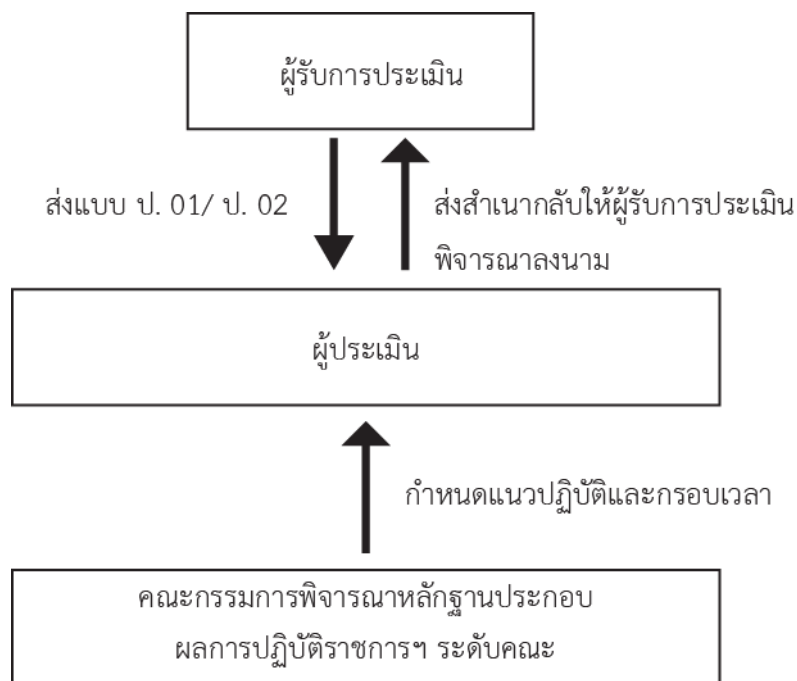 ผู้รับการประเมิน
ส่งแบบ ป. 01/ ป. 02
ส่งสำเนากลับให้ผู้รับการประเมิน
พิจารณาลงนาม
ผู้ประเมิน
กำหนดแนวปฏิบัติและกรอบเวลา
คณะกรรมการพิจารณาหลักฐานประกอบ
ผลการปฏิบัติราชการฯ ระดับคณะ